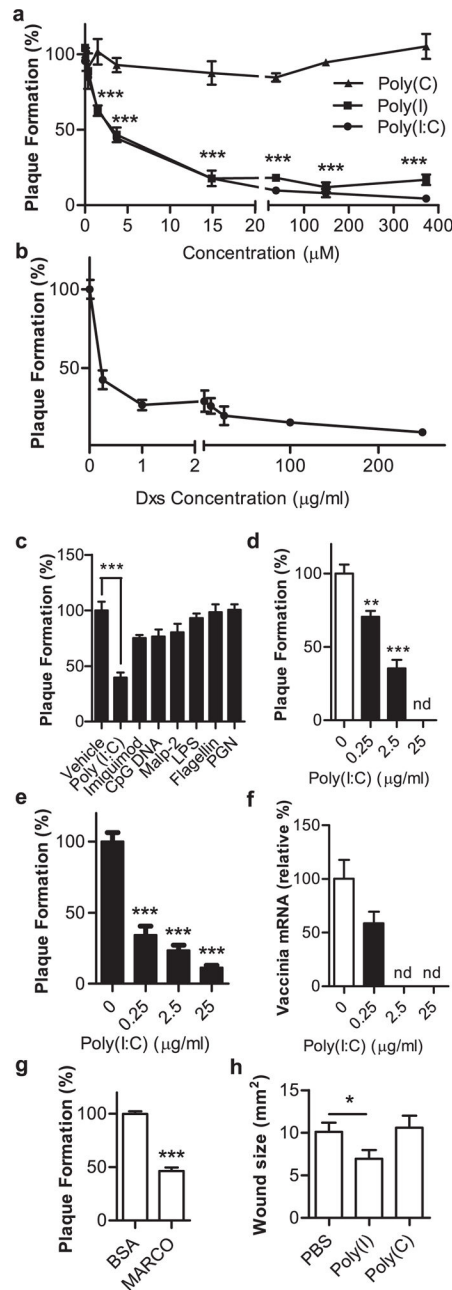 a
Plaque Formation (%)
100
50
0
***
***
***
***
***
***
Poly(C)
Poly(I)
Poly(I:C)
0 5 10 15 20 100 200 300 400
Concentration (μM)
b
Plaque Formation (%)
100
50
0 1 2 100 200
Dxs Concentration (μg/ml)
c
Plaque Formation (%)
150
100
50
0
***
Vehicle
Poly (I:C)
Imiquimod
CpG DNA
Malp-2
LPS
Flagellin
PGN
d
Plaque Formation (%)
100
50
0
**
***
nd
0 0.25 2.5 25
Poly(I:C) (μg/ml)
e
Plaque Formation (%)
100
50
0
***
***
***
0 0.25 2.5 25
Poly(I:C) (μg/ml)
f
Vaccinia mRNA (relative %)
150
100
50
0
nd nd
0 0.25 2.5 25
Poly(I:C) (μg/ml)
g
Plaque Formation (%)
100
50
0
***
BSA
MARCO
h
Wound size (mm²)
15
10
5
0
*
PBS
Poly(I)
Poly(C)